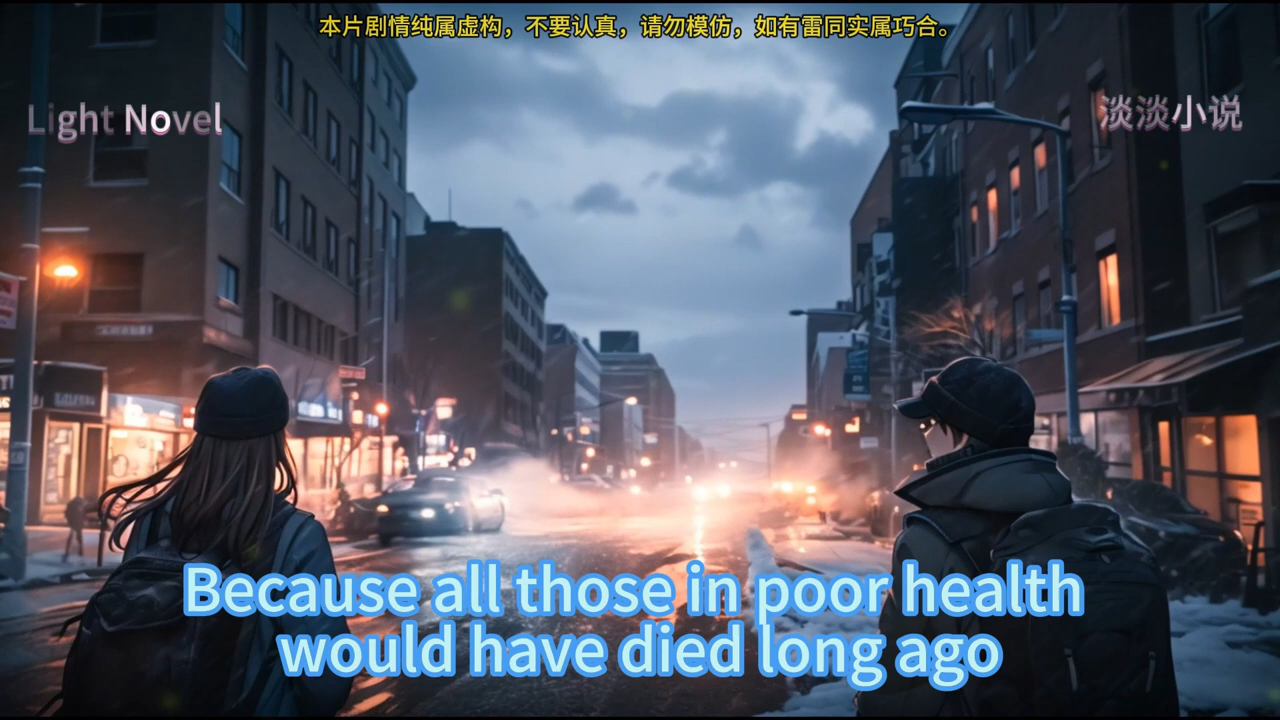 本片剧情纯属虚构，不要认真，请勿模仿，如有雷同实属巧合。
Light Novel
淡淡小说
Because all those in poor health
would have died long ago